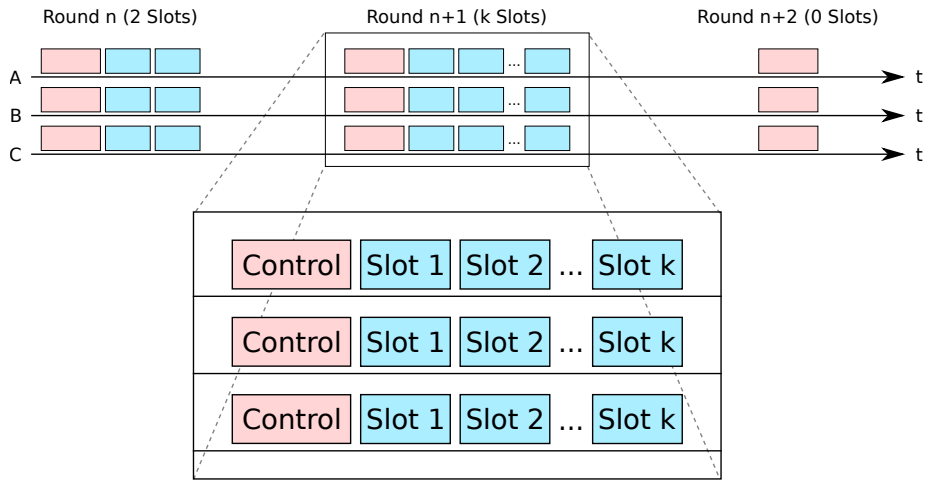 Round n (2 Slots) Round n+1 (k Slots) Round n+2 (0 Slots)
A ... t
B ... t
C ... t
Control Slot 1 Slot 2 ... Slot k
Control Slot 1 Slot 2 ... Slot k
Control Slot 1 Slot 2 ... Slot k